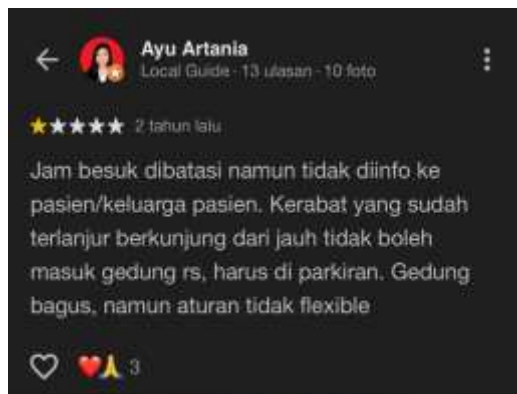 Ayu Artania
Local Guide · 13 ulasan · 10 foto
2 tahun lalu
Jam besuk dibatasi namun tidak diinfo ke
pasien/keluarga pasien. Kerabat yang sudah
terlanjur berkunjung dari jauh tidak boleh
masuk gedung rs, harus di parkiran. Gedung
bagus, namun aturan tidak flexible
3